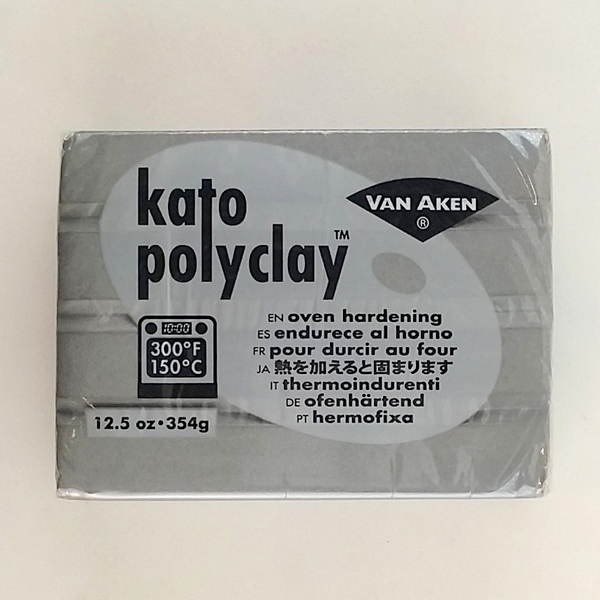 kato
polyclay™
VAN AKEN
®
EN oven hardening
ES endurece al horno
FR pour durcir au four
JA 熱を加えると固まります
IT thermoindurenti
DE ofenhärtend
PT hermofixa
10:00
300°F
150°C
12.5 oz•354g